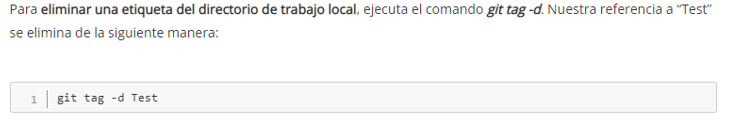 Para eliminar una etiqueta del directorio de trabajo local, ejecuta el comando git tag -d. Nuestra referencia a “Test”
se elimina de la siguiente manera:
1 git tag -d Test